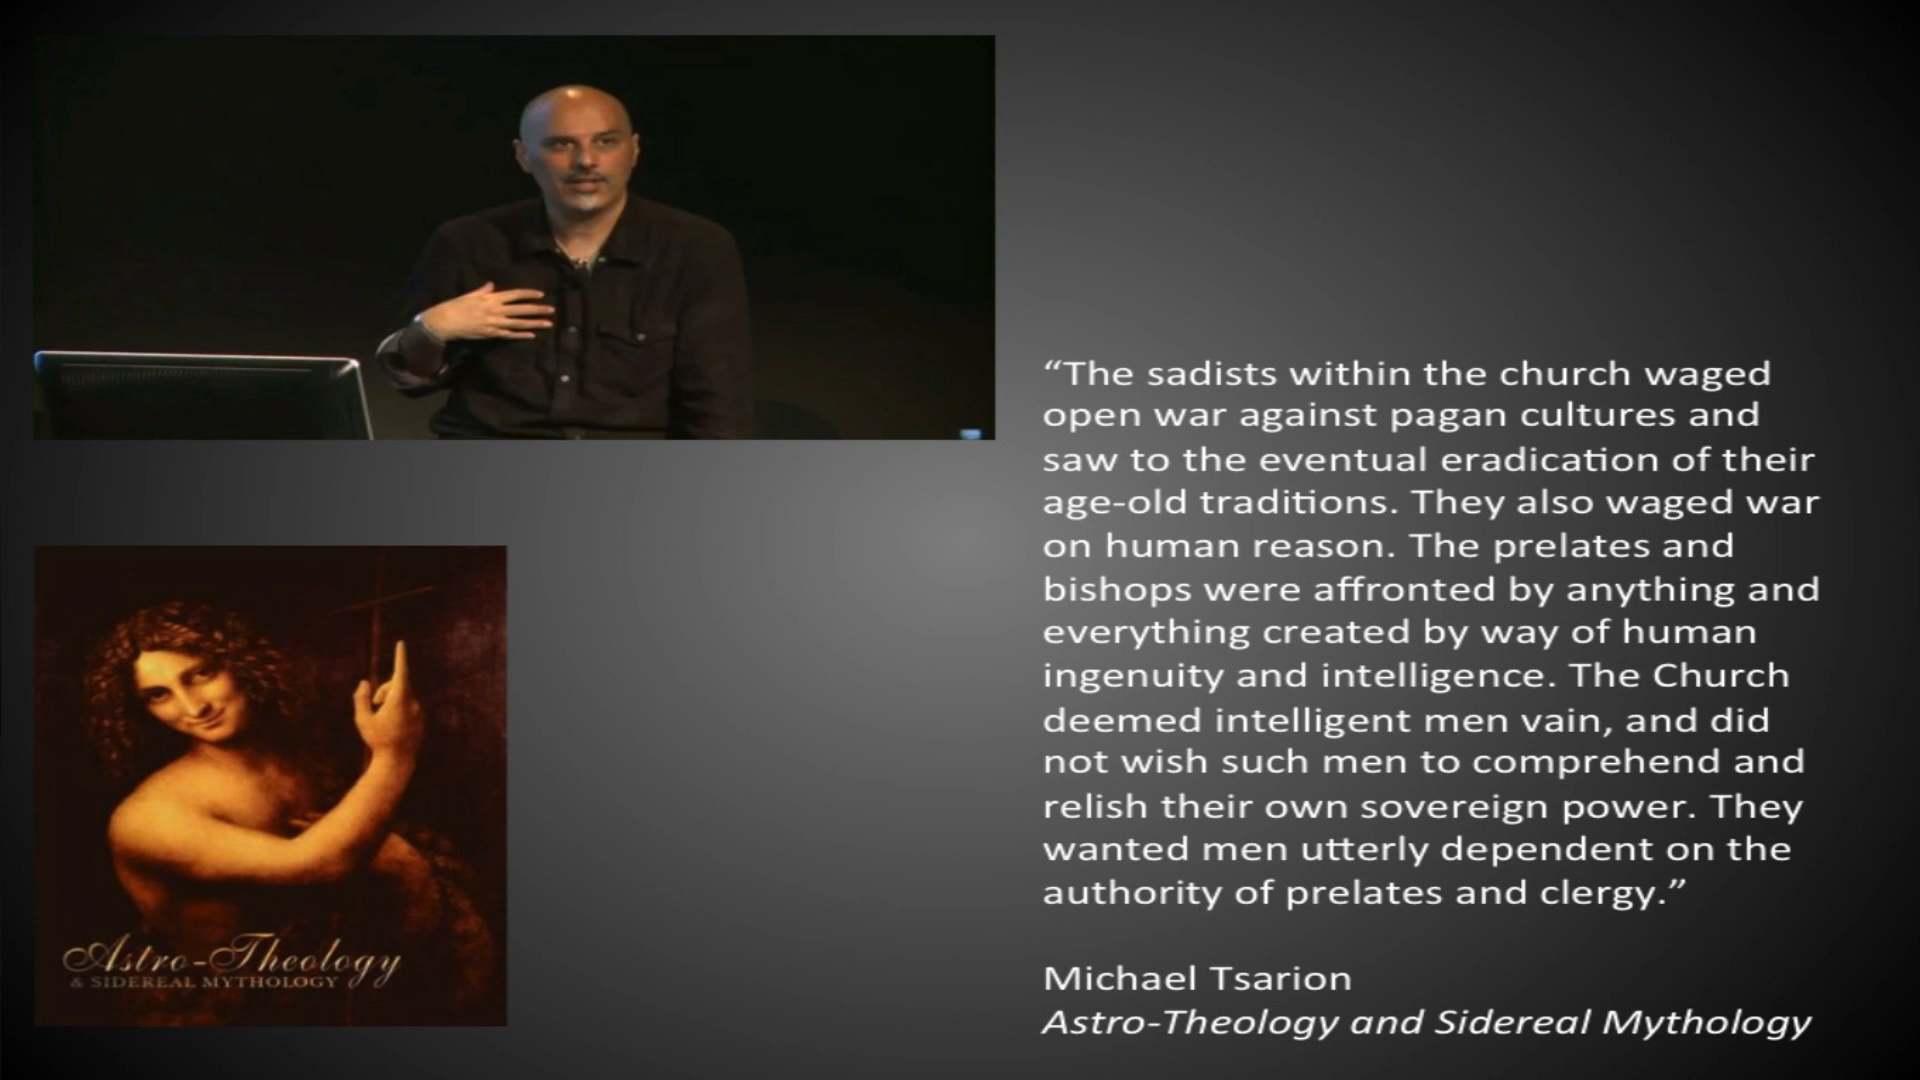 “The sadists within the church waged
open war against pagan cultures and
saw to the eventual eradication of their
age-old traditions. They also waged war
on human reason. The prelates and
bishops were affronted by anything and
everything created by way of human
ingenuity and intelligence. The Church
deemed intelligent men vain, and did
not wish such men to comprehend and
relish their own sovereign power. They
wanted men utterly dependent on the
authority of prelates and clergy.”
Michael Tsarion
Astro-Theology and Sidereal Mythology
Astro-Theology
& SIDEREAL MYTHOLOGY